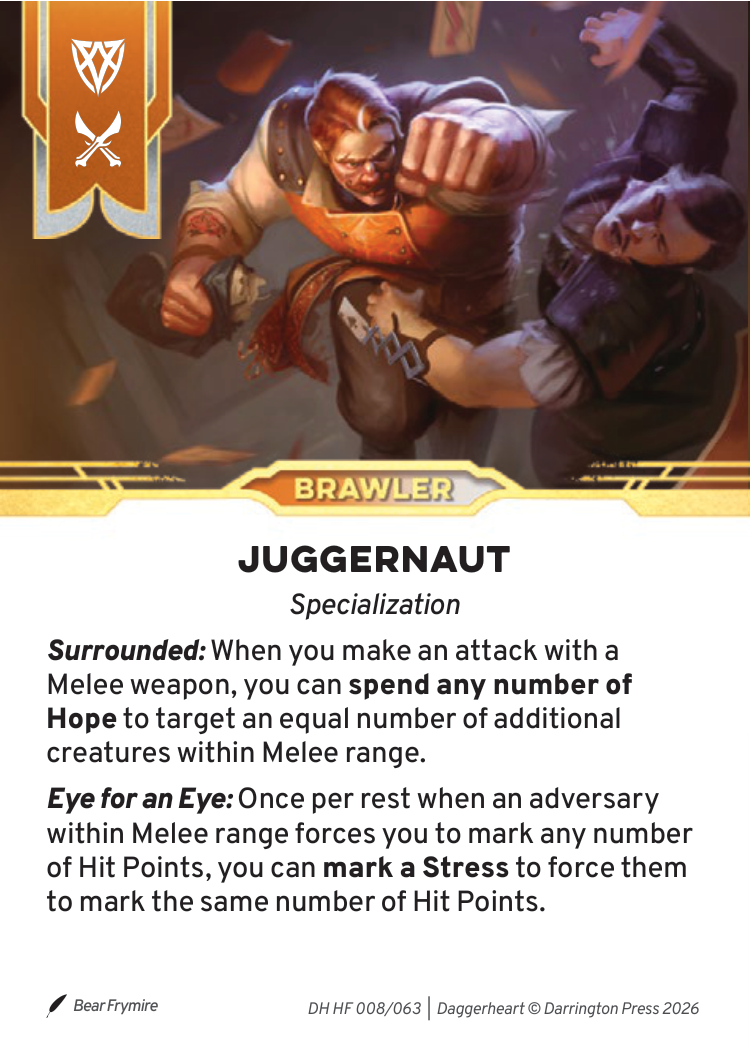 BRAWLER
JUGGERNAUT
Specialization
Surrounded: When you make an attack with a
Melee weapon, you can spend any number of
Hope to target an equal number of additional
creatures within Melee range.
Eye for an Eye: Once per rest when an adversary
within Melee range forces you to mark any number
of Hit Points, you can mark a Stress to force them
to mark the same number of Hit Points.
Bear Frymire
DH HF 008/063 | Daggerheart © Darrington Press 2026